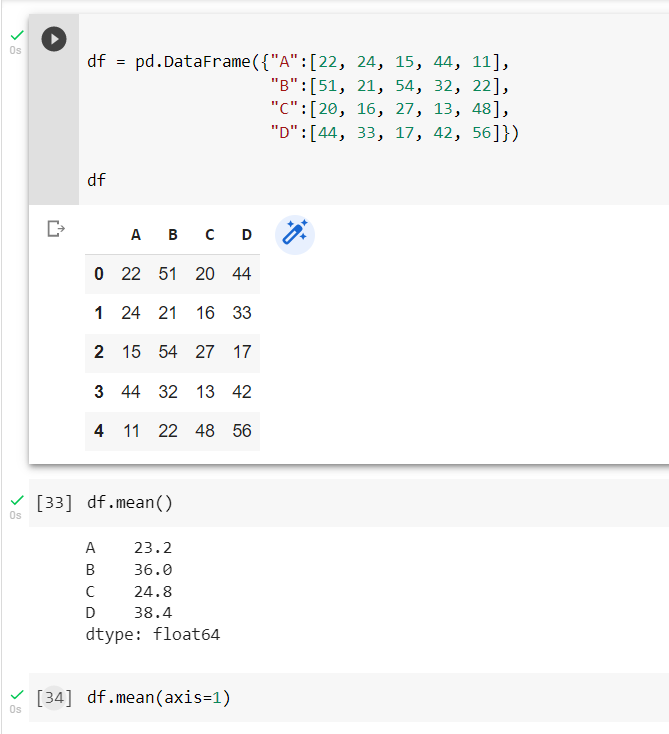 df = pd.DataFrame({"A":[22, 24, 15, 44, 11],
0s
"B":[51, 21, 54, 32, 22],
"C":[20, 16, 27, 13, 48],
"D":[44, 33, 17, 42, 56]})
df
A B C D
0 22 51 20 44
1 24 21 16 33
2 15 54 27 17
3 44 32 13 42
4 11 22 48 56
[33] df.mean()
0s
A 23.2
B 36.0
C 24.8
D 38.4
dtype: float64
[34] df.mean(axis=1)
0s